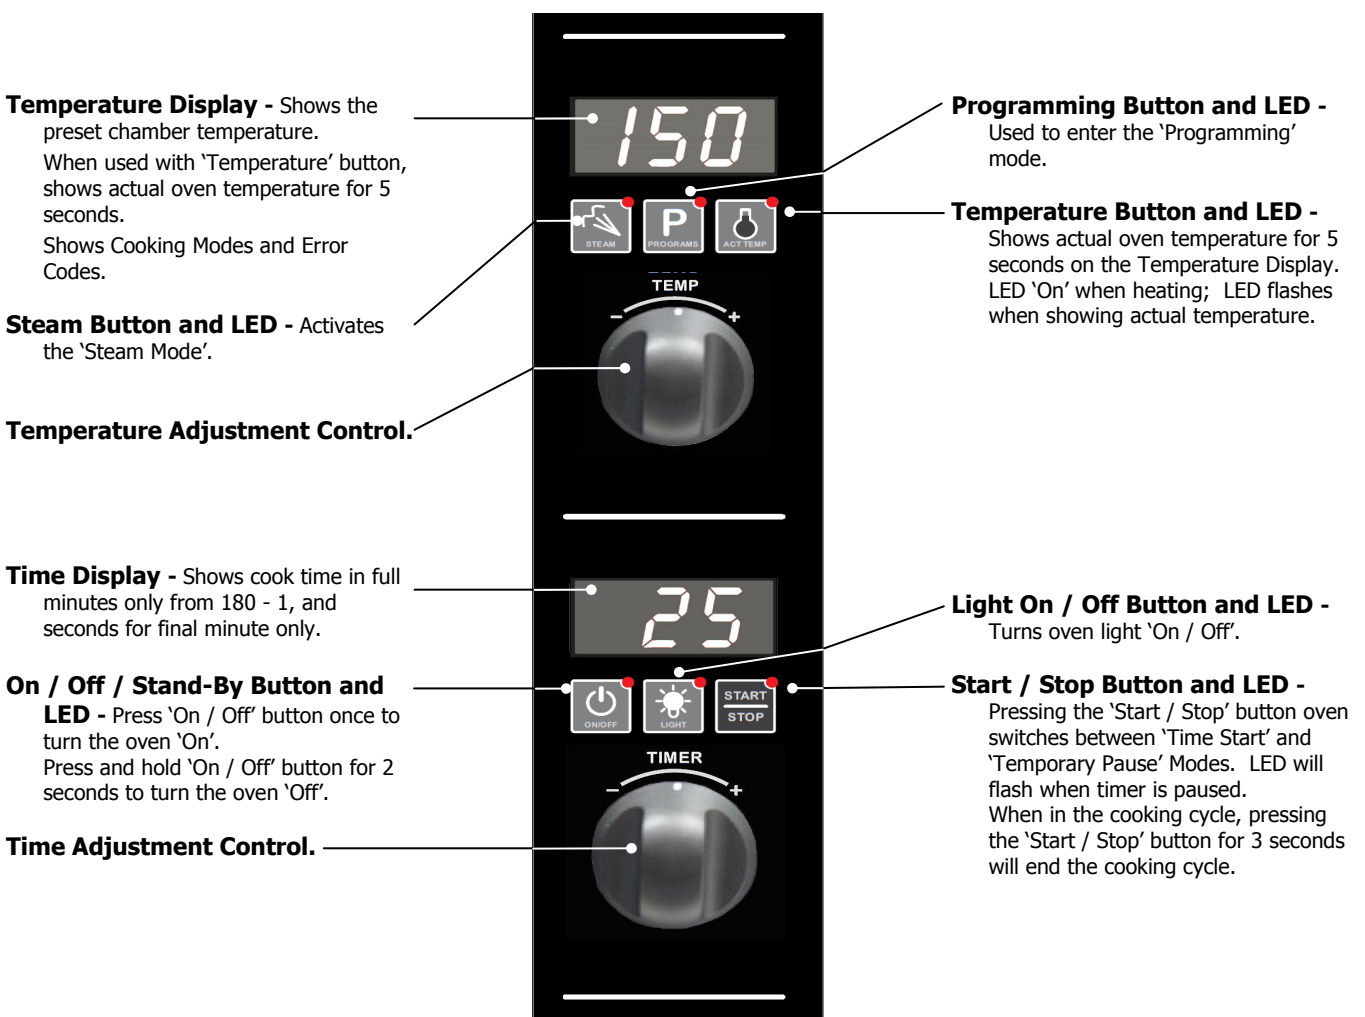 Temperature Display - Shows the
preset chamber temperature.
When used with ‘Temperature’ button,
shows actual oven temperature for 5
seconds.
Shows Cooking Modes and Error
Codes.
Steam Button and LED - Activates
the ‘Steam Mode’.
Temperature Adjustment Control.
Time Display - Shows cook time in full
minutes only from 180 - 1, and
seconds for final minute only.
On / Off / Stand-By Button and
LED - Press ‘On / Off’ button once to
turn the oven ‘On’.
Press and hold ‘On / Off’ button for 2
seconds to turn the oven ‘Off’.
Time Adjustment Control.
150
STEAM
P
PROGRAMS
ACT TEMP
TEMP
- +
25
ON/OFF
LIGHT
START
STOP
TIMER
- +
Programming Button and LED -
Used to enter the ‘Programming’
mode.
Temperature Button and LED -
Shows actual oven temperature for 5
seconds on the Temperature Display.
LED ‘On’ when heating;  LED flashes
when showing actual temperature.
Light On / Off Button and LED -
Turns oven light ‘On / Off’.
Start / Stop Button and LED -
Pressing the ‘Start / Stop’ button oven
switches between ‘Time Start’ and
‘Temporary Pause’ Modes.  LED will
flash when timer is paused.
When in the cooking cycle, pressing
the ‘Start / Stop’ button for 3 seconds
will end the cooking cycle.